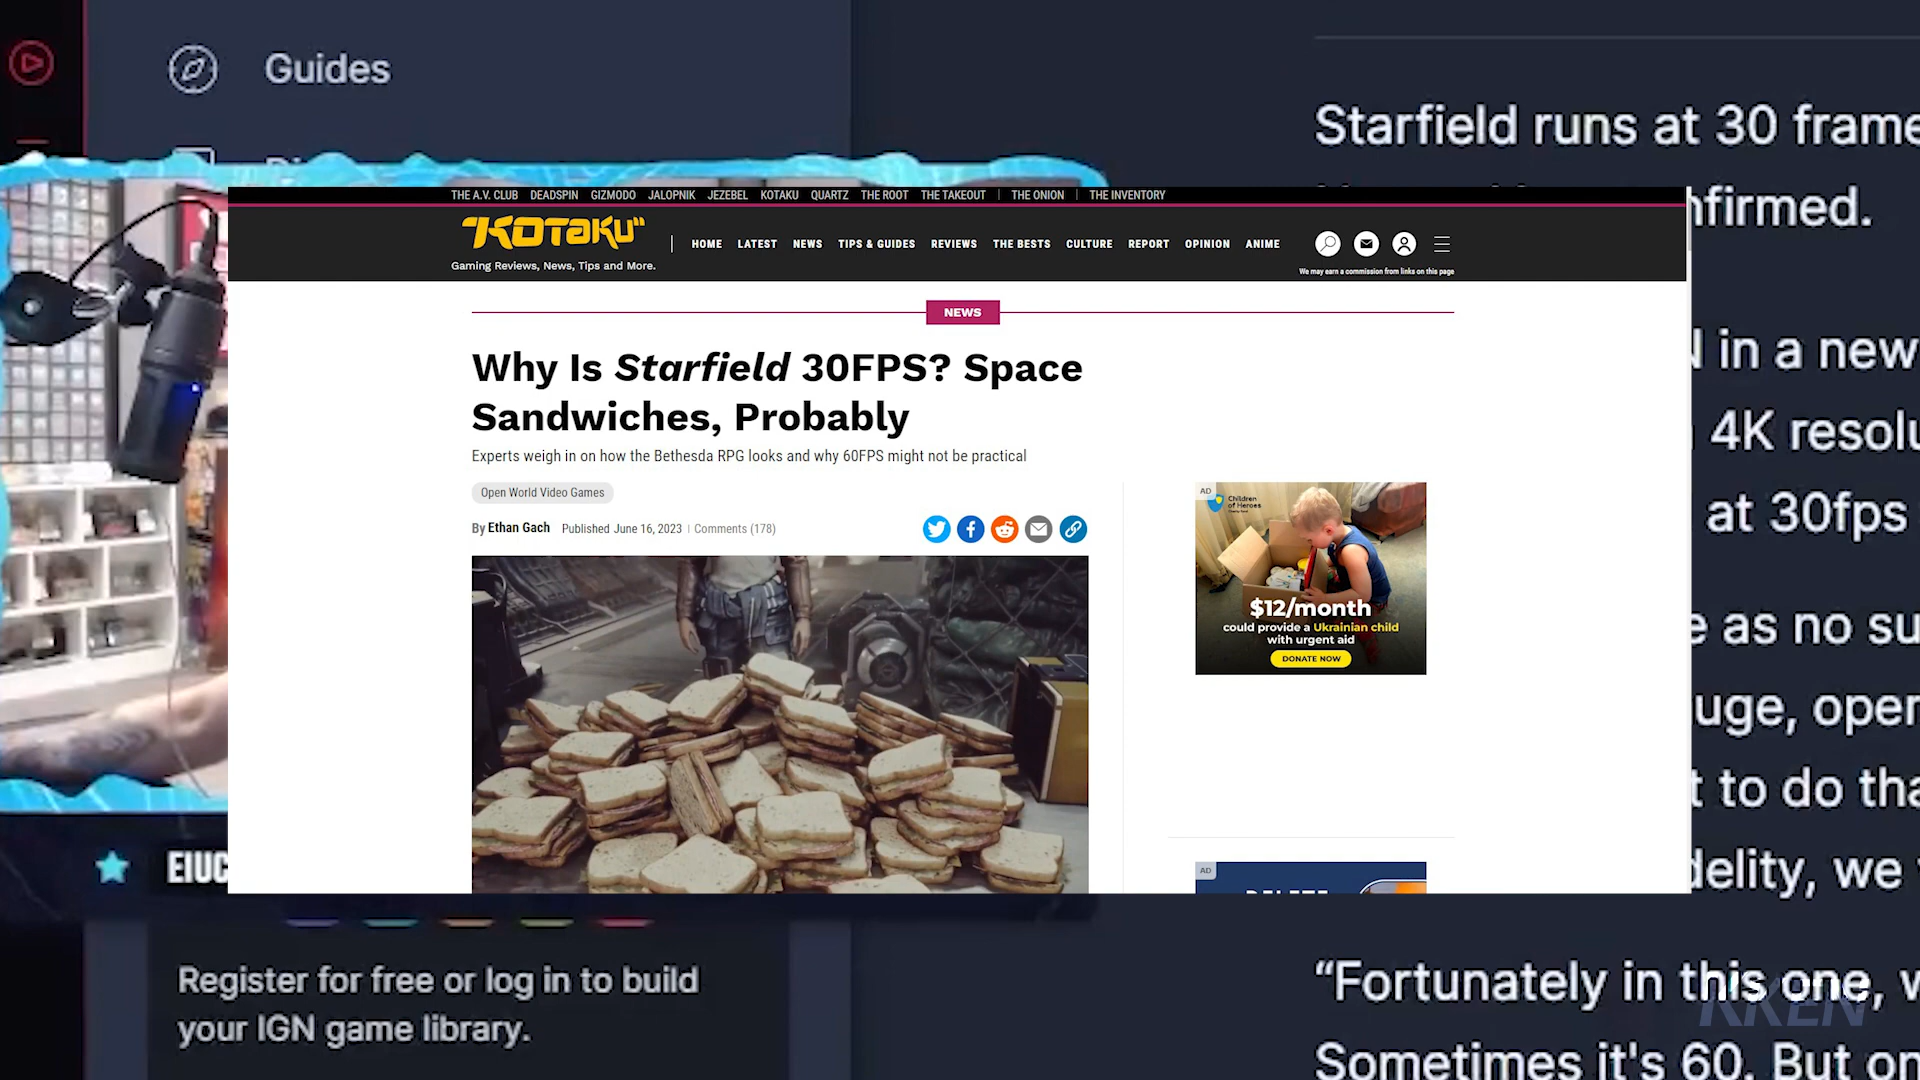 Guides
Starfield runs at 30 frame
nfirmed.
in a new
4K resolu
at 30fps
e as no su
uge, open
t to do tha
delity, we
“Fortunately in this one, w
Sometimes it's 60. But on
THE A.V. CLUB DEADSPIN GIZMODO JALOPNIK JEZEBEL KOTAKU QUARTZ THE ROOT THE TAKEOUT THE ONION THE INVENTORY
"KOTAKU"
Gaming Reviews, News, Tips and More.
HOME LATEST NEWS TIPS & GUIDES REVIEWS THE BESTS CULTURE REPORT OPINION ANIME
We may earn a commission from links on this page
NEWS
Why Is Starfield 30FPS? Space
Sandwiches, Probably
Experts weigh in on how the Bethesda RPG looks and why 60FPS might not be practical
Open World Video Games
By Ethan Gach Published June 16, 2023 | Comments (178)
AD
Children
of Heroes
$12/month
could provide a Ukrainian child
with urgent aid
DONATE NOW
AD
EIUC
Register for free or log in to build
your IGN game library.
KKEN